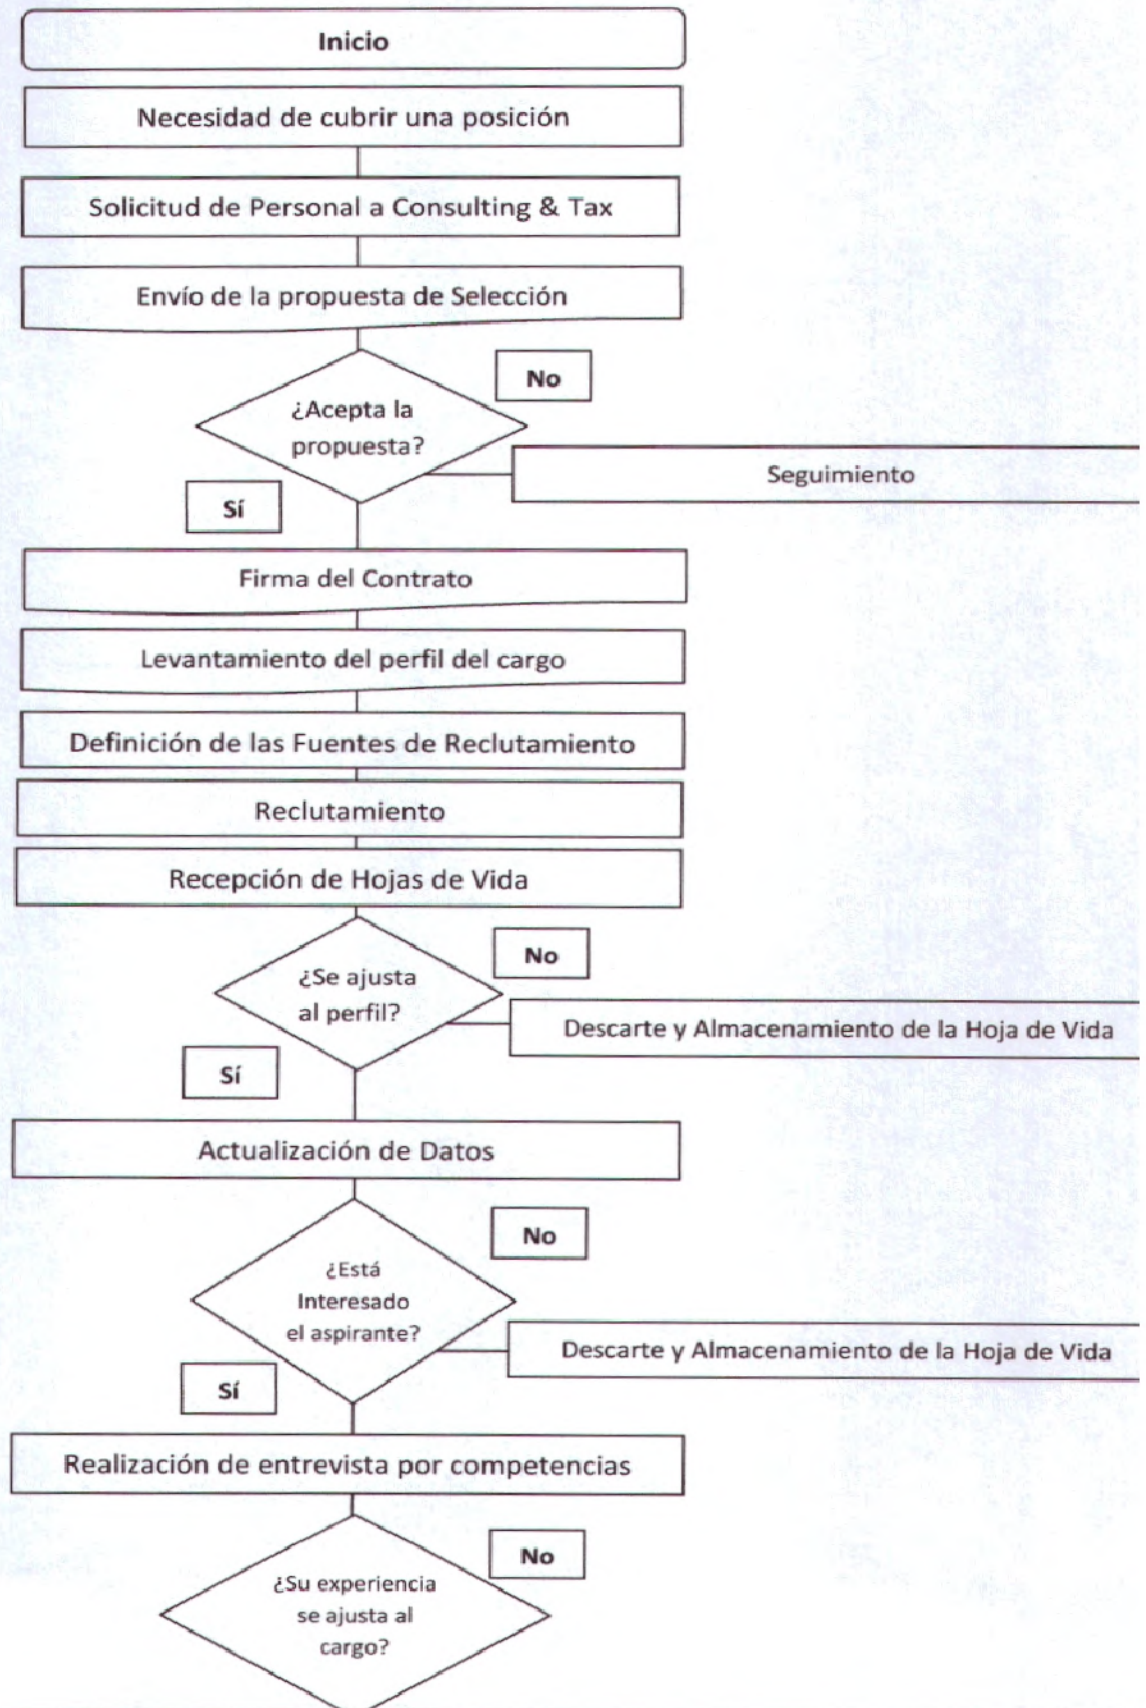 Inicio
Necesidad de cubrir una posición
Solicitud de Personal a Consulting & Tax
Envío de la propuesta de Selección
No
¿Acepta la
propuesta?
Seguimiento
Sí
Firma del Contrato
Levantamiento del perfil del cargo
Definición de las Fuentes de Reclutamiento
Reclutamiento
Recepción de Hojas de Vida
No
¿Se ajusta
al perfil?
Descarte y Almacenamiento de la Hoja de Vida
Sí
Actualización de Datos
No
¿Está
Interesado
el aspirante?
Descarte y Almacenamiento de la Hoja de Vida
Sí
Realización de entrevista por competencias
No
¿Su experiencia
se ajusta al
cargo?